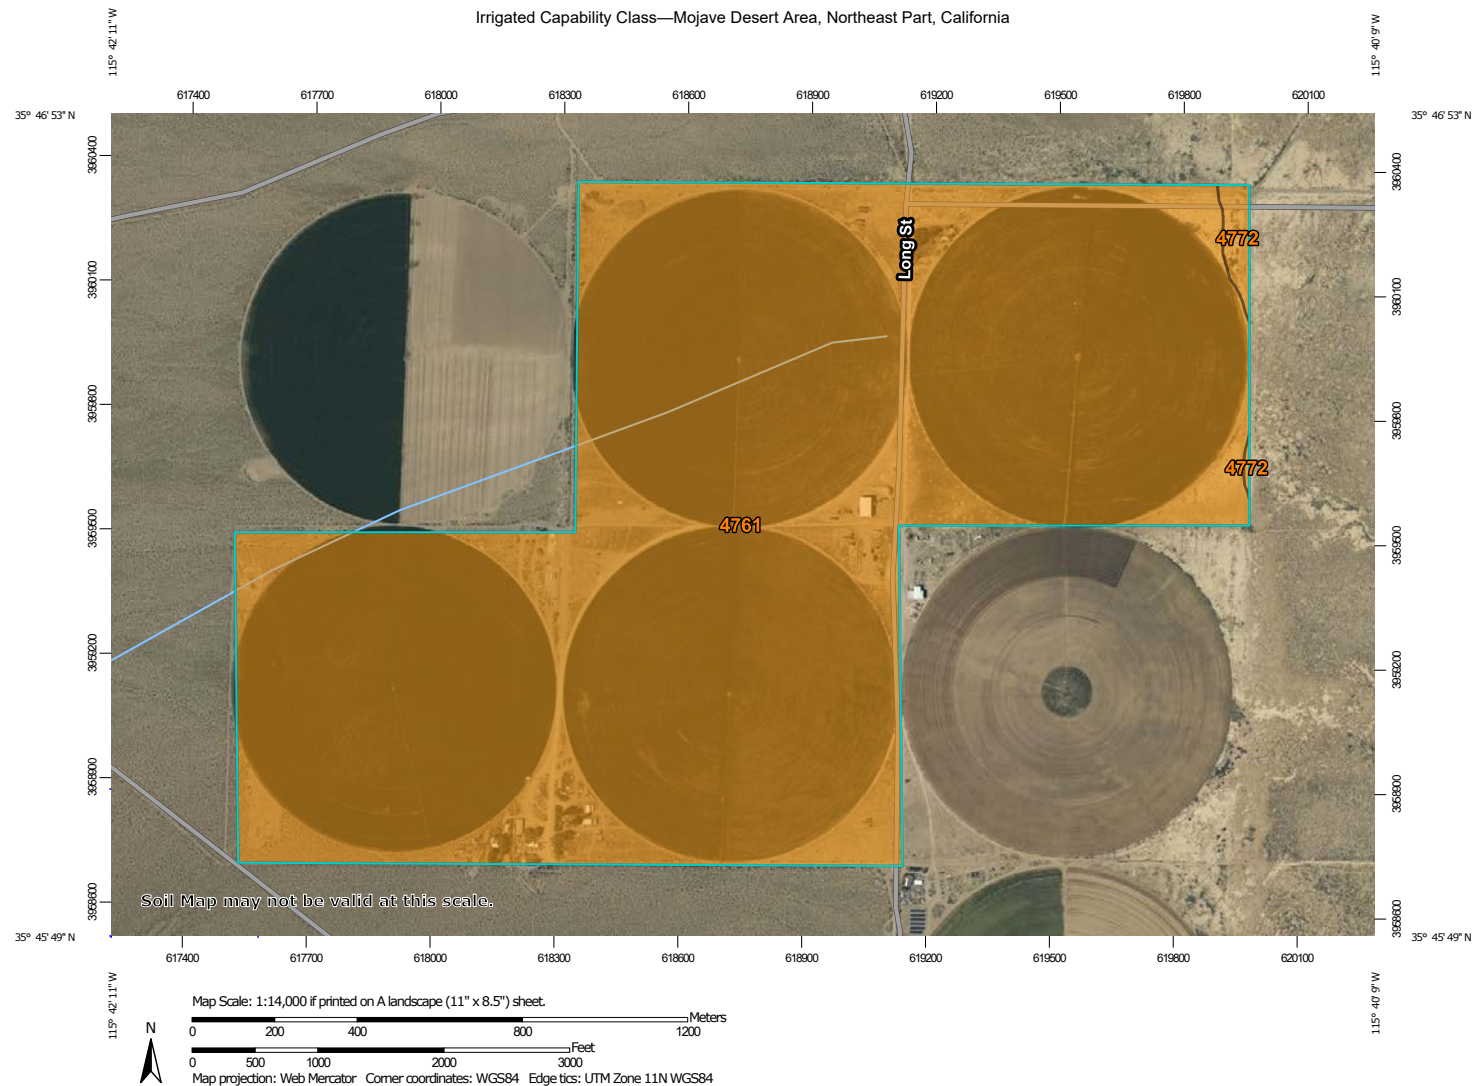 Irrigated Capability Class—Mojave Desert Area, Northeast Part, California
115° 42' 11'' W
115° 40' 9'' W
617400 617700 618000 618300 618600 618900 619200 619500 619800 620100
35° 46' 53'' N
35° 46' 53'' N
3960400
3960400
Long St
4772
3960100
3960100
3959800
3959800
4772
4761
3959500
3959500
3959200
3959200
3958900
3958900
Soil Map may not be valid at this scale.
3958600
3958600
35° 45' 49'' N
35° 45' 49'' N
617400 617700 618000 618300 618600 618900 619200 619500 619800 620100
115° 42' 11'' W
115° 40' 9'' W
Map Scale: 1:14,000 if printed on A landscape (11" x 8.5") sheet.
Meters
N
0 200 400 800 1200
Feet
0 500 1000 2000 3000
Map projection: Web Mercator Corner coordinates: WGS84 Edge tics: UTM Zone 11N WGS84